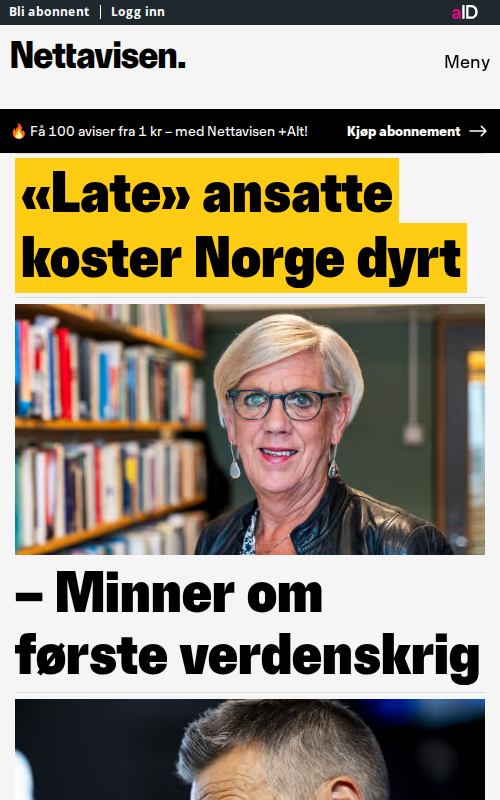 Bli abonnent
Logg inn
aID
Nettavisen.
Meny
🔥 Få 100 aviser fra 1 kr – med Nettavisen +Alt!
Kjøp abonnement →
«Late» ansatte
koster Norge dyrt
– Minner om
første verdenskrig